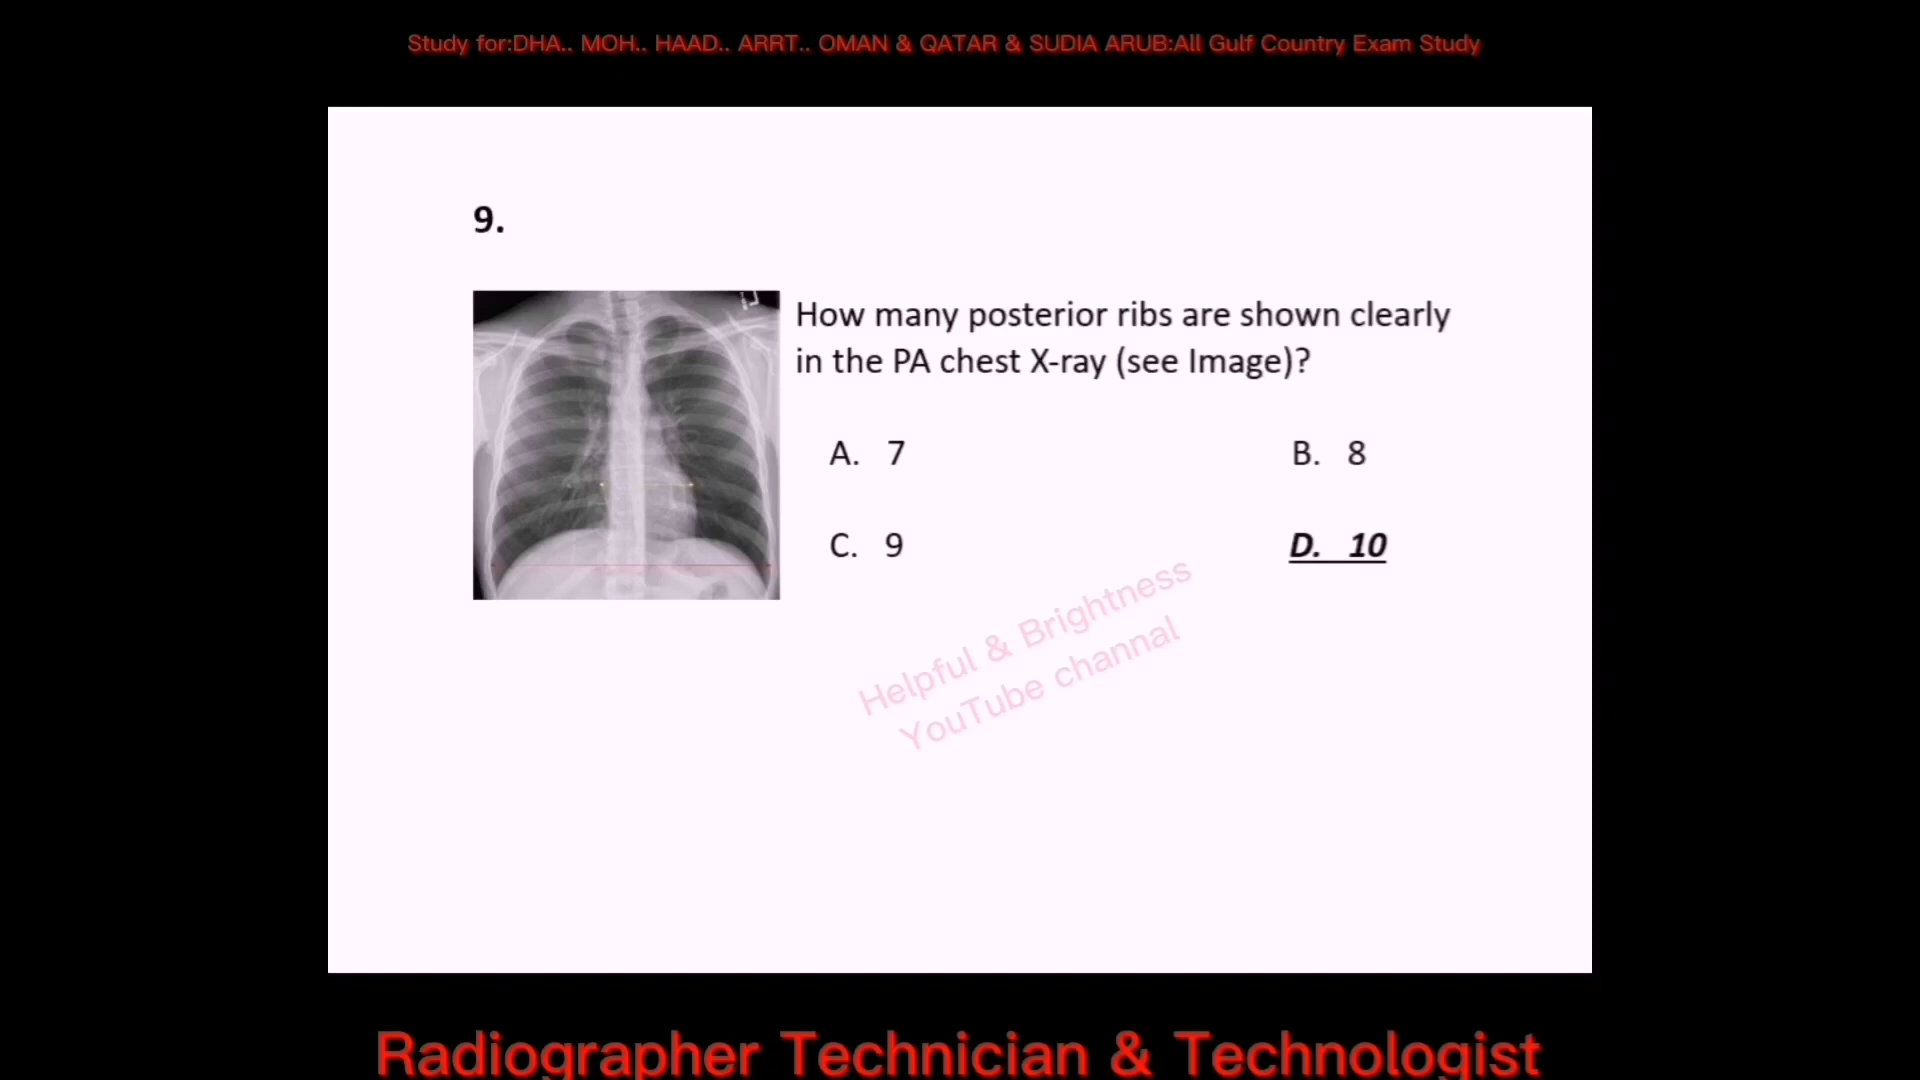 Study for:DHA.. MOH.. HAAD.. ARRT.. OMAN & QATAR & SUDIA ARUB:All Gulf Country Exam Study
9.
How many posterior ribs are shown clearly
in the PA chest X-ray (see Image)?
A. 7
B. 8
C. 9
D. 10
Helpful & Brightness
YouTube channal
Radiographer Technician & Technologist